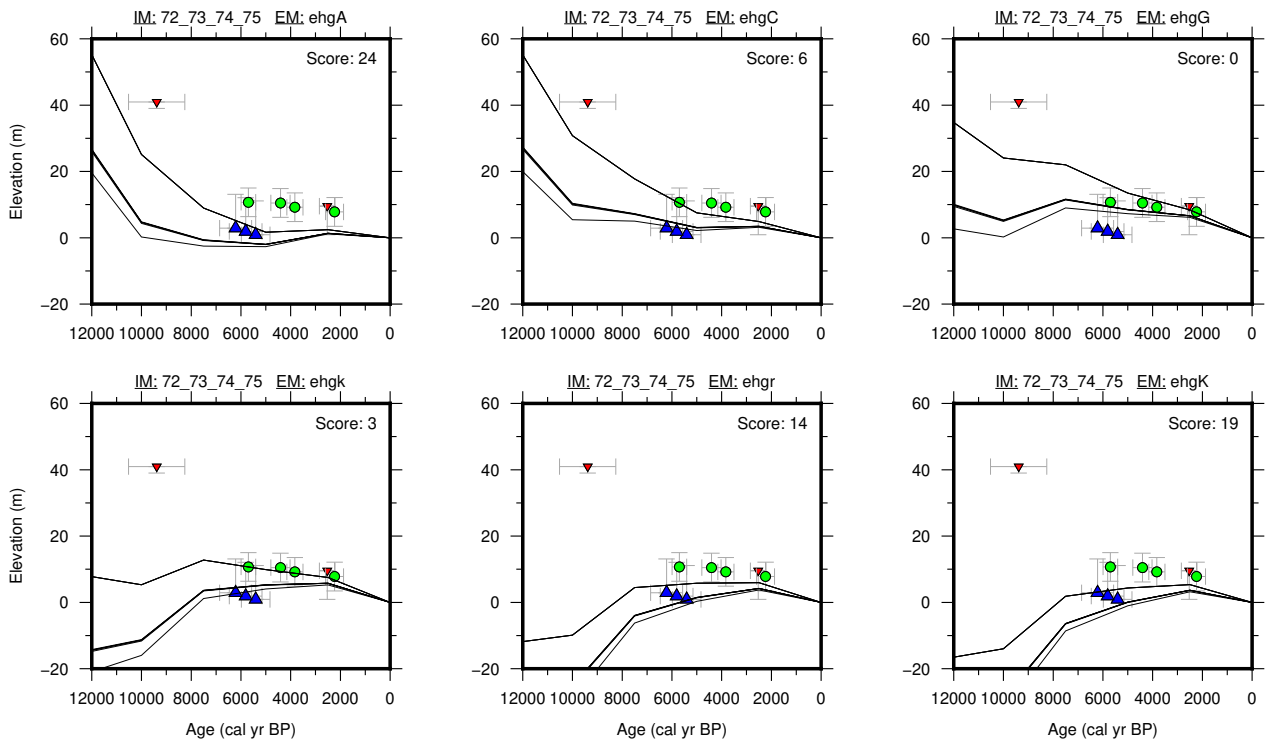 IM: 72_73_74_75 EM: ehgA
IM: 72_73_74_75 EM: ehgC
IM: 72_73_74_75 EM: ehgG
60
40
20
0
−20
Elevation (m)
Score: 24
12000 10000 8000 6000 4000 2000 0
60
40
20
0
−20
Score: 6
12000 10000 8000 6000 4000 2000 0
60
40
20
0
−20
Score: 0
12000 10000 8000 6000 4000 2000 0
IM: 72_73_74_75 EM: ehgk
IM: 72_73_74_75 EM: ehgr
IM: 72_73_74_75 EM: ehgK
60
40
20
0
−20
Elevation (m)
Score: 3
12000 10000 8000 6000 4000 2000 0
Age (cal yr BP)
60
40
20
0
−20
Score: 14
12000 10000 8000 6000 4000 2000 0
Age (cal yr BP)
60
40
20
0
−20
Score: 19
12000 10000 8000 6000 4000 2000 0
Age (cal yr BP)